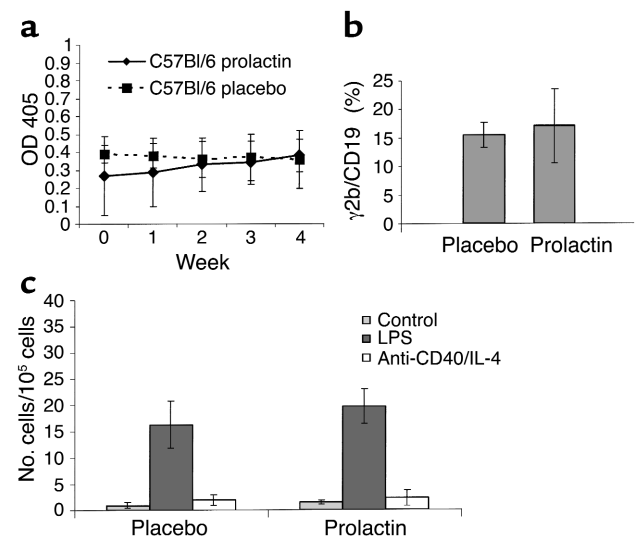 a
1
0.9
0.8
0.7
0.6
0.5
0.4
0.3
0.2
0.1
0
OD 405
C57Bl/6 prolactin
C57Bl/6 placebo
0 1 2 3 4
Week
b
25
20
15
10
5
0
γ2b/CD19 (%)
Placebo Prolactin
c
40
35
30
25
20
15
10
5
0
No. cells/10⁵ cells
Control
LPS
Anti-CD40/IL-4
Placebo Prolactin